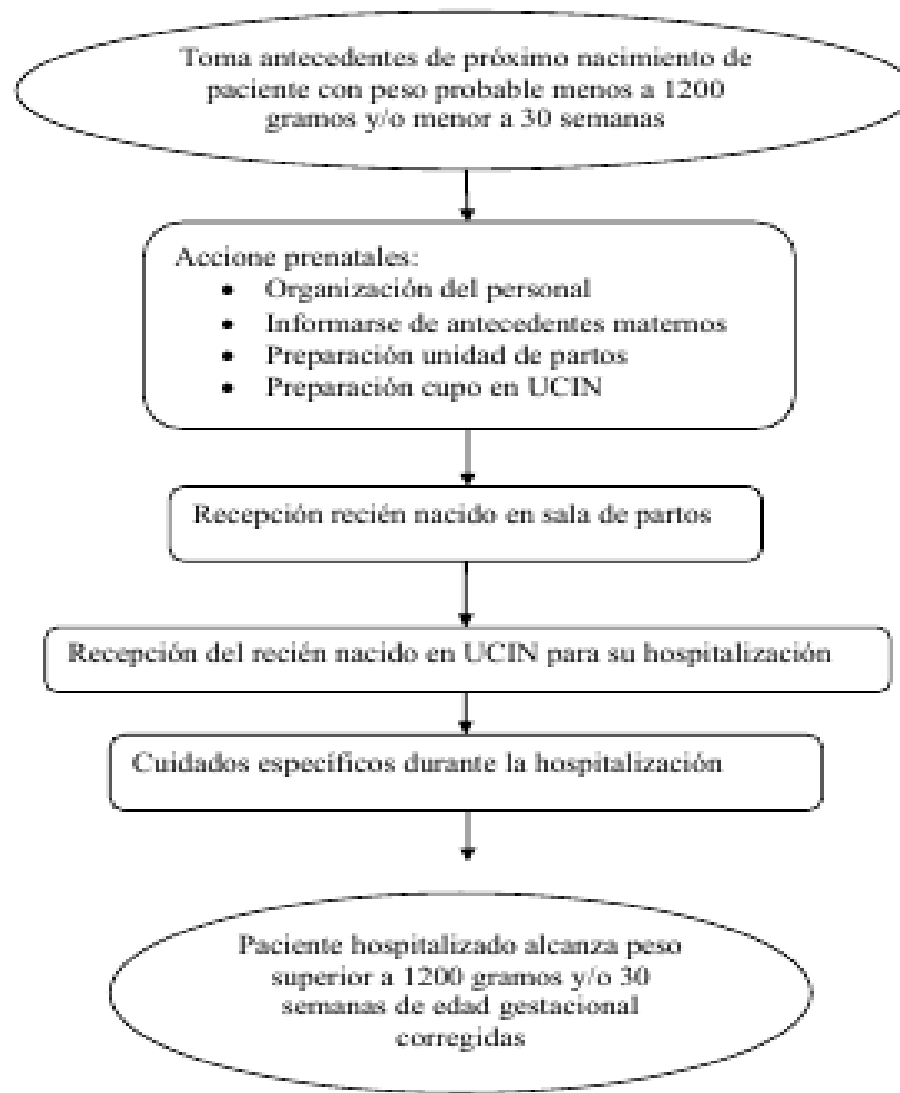 Toma antecedentes de próximo nacimiento de
paciente con peso probable menos a 1200
gramos y/o menor a 30 semanas
Accione prenatales:
• Organización del personal
• Informarse de antecedentes maternos
• Preparación unidad de partos
• Preparación cupo en UCIN
Recepción recién nacido en sala de partos
Recepción del recién nacido en UCIN para su hospitalización
Cuidados específicos durante la hospitalización
Paciente hospitalizado alcanza peso
superior a 1200 gramos y/o 30
semanas de edad gestacional
corregidas